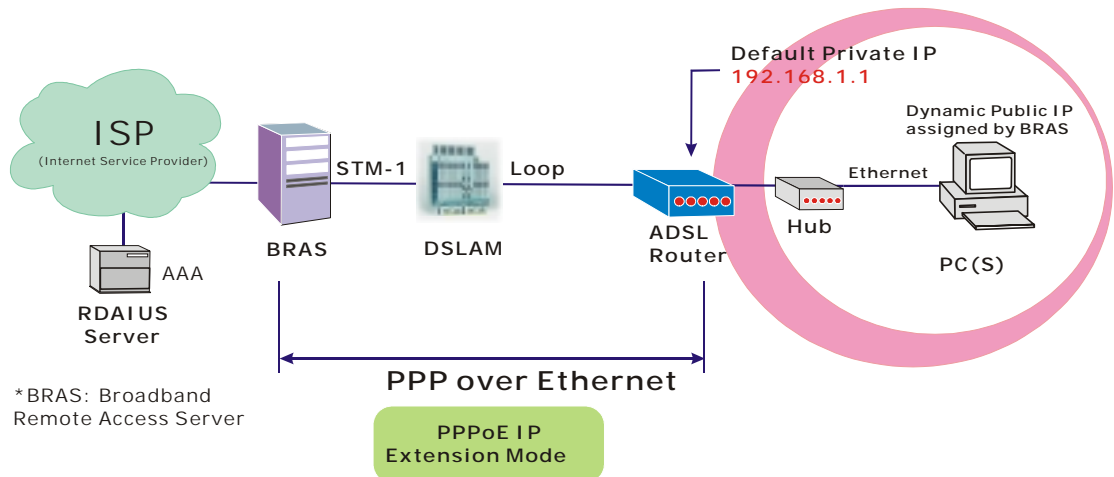 Default Private IP
192.168.1.1
Dynamic Public IP
assigned by BRAS
ISP
(Internet Service Provider)
STM-1
Loop
Ethernet
BRAS
DSLAM
ADSL
Router
Hub
PC(S)
AAA
RDAIUS
Server
PPP over Ethernet
*BRAS: Broadband
Remote Access Server
PPPoE IP
Extension Mode